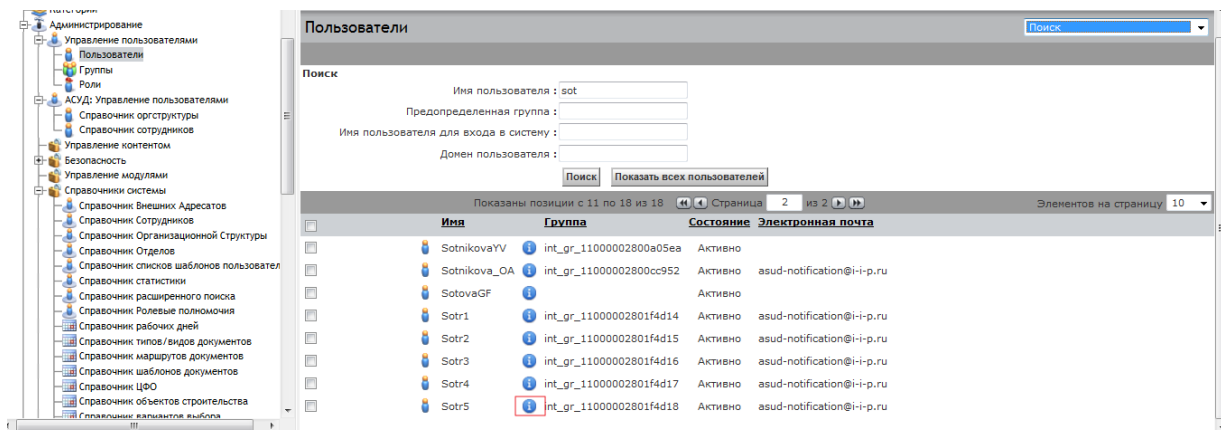 Категории
Администрирование
Управление пользователями
Пользователи
Группы
Роли
АСУД: Управление пользователями
Справочник оргструктуры
Справочник сотрудников
Управление контентом
Безопасность
Управление модулями
Справочники системы
Справочник Внешних Адресатов
Справочник Сотрудников
Справочник Организационной Структуры
Справочник Отделов
Справочник списков шаблонов пользовател
Справочник статистики
Справочник расширенного поиска
Справочник Ролевые полномочия
Справочник рабочих дней
Справочник типов/видов документов
Справочник маршрутов документов
Справочник шаблонов документов
Справочник ЦФО
Справочник объектов строительства
Справочник вариантов выбора
Пользователи
Поиск
Поиск
Имя пользователя : sot
Предопределенная группа :
Имя пользователя для входа в систему :
Домен пользователя :
Поиск Показать всех пользователей
Показаны позиции с 11 по 18 из 18 Страница 2 из 2 Элементов на страницу 10
Имя Группа Состояние Электронная почта
SotnikovaYV int_gr_11000002800a05ea Активно
Sotnikova_OA int_gr_11000002800cc952 Активно asud-notification@i-i-p.ru
SotovaGF Активно
Sotr1 int_gr_11000002801f4d14 Активно asud-notification@i-i-p.ru
Sotr2 int_gr_11000002801f4d15 Активно asud-notification@i-i-p.ru
Sotr3 int_gr_11000002801f4d16 Активно asud-notification@i-i-p.ru
Sotr4 int_gr_11000002801f4d17 Активно asud-notification@i-i-p.ru
Sotr5 int_gr_11000002801f4d18 Активно asud-notification@i-i-p.ru